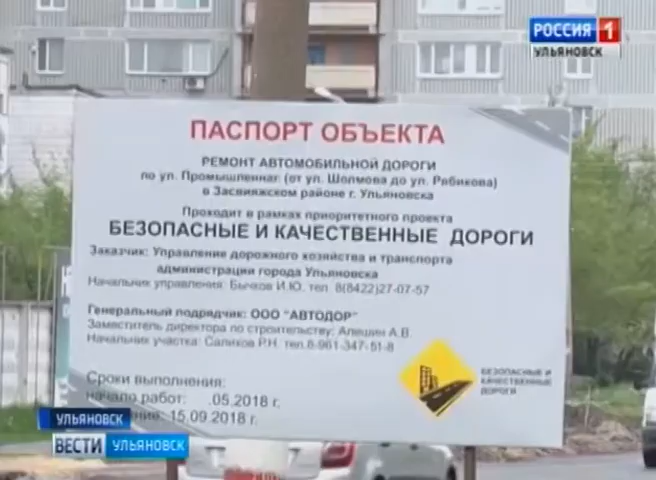 РОССИЯ 1
УЛЬЯНОВСК
ПАСПОРТ ОБЪЕКТА
РЕМОНТ АВТОМОБИЛЬНОЙ ДОРОГИ
по ул. Промышленная (от ул. Шолмова до ул. Рябикова)
в Засвияжском районе г. Ульяновска
Проходит в рамках приоритетного проекта
БЕЗОПАСНЫЕ И КАЧЕСТВЕННЫЕ ДОРОГИ
Заказчик: Управление дорожного хозяйства и транспорта
администрации города Ульяновска
Начальник управления: Бычков И.Ю. тел. 8(8422)27-07-57
Генеральный подрядчик: ООО "АВТОДОР"
Заместитель директора по строительству: Алешин А.В.
Начальник участка: Салихов Р.Н. тел.8-961-347-51-8
БЕЗОПАСНЫЕ И
КАЧЕСТВЕННЫЕ
ДОРОГИ
Сроки выполнения:
начало работ: .05.2018 г.
15.09.2018 г.
УЛЬЯНОВСК
ВЕСТИ УЛЬЯНОВСК